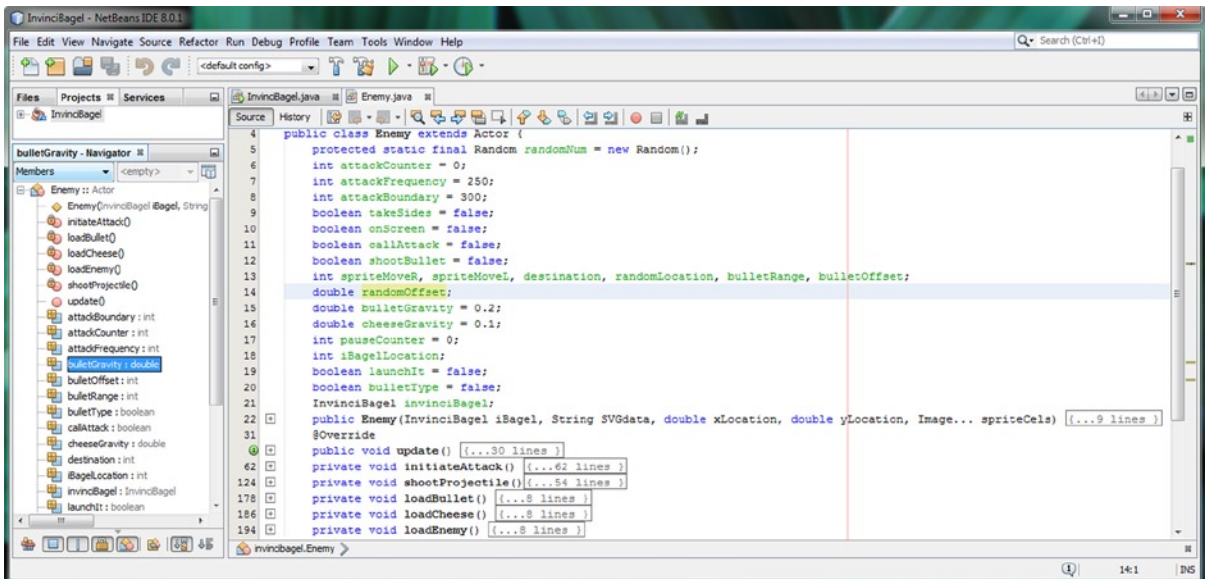 InvinciBagel - NetBeans IDE 8.0.1
File Edit View Navigate Source Refactor Run Debug Profile Team Tools Window Help
Search (Ctrl+I)
<default config>
Files Projects Services
InvinciBagel.java Enemy.java
InvinciBagel
Source History
bulletGravity - Navigator
Members <empty>
Enemy :: Actor
Enemy(InvinciBagel iBagel, String
initiateAttack()
loadBullet()
loadCheese()
loadEnemy()
shootProjectile()
update()
attackBoundary : int
attackCounter : int
attackFrequency : int
bulletGravity : double
bulletOffset : int
bulletRange : int
bulletType : boolean
callAttack : boolean
cheeseGravity : double
destination : int
iBagelLocation : int
invinciBagel : InvinciBagel
launchIt : boolean
4 public class Enemy extends Actor {
5 protected static final Random randomNum = new Random();
6 int attackCounter = 0;
7 int attackFrequency = 250;
8 int attackBoundary = 300;
9 boolean takeSides = false;
10 boolean onScreen = false;
11 boolean callAttack = false;
12 boolean shootBullet = false;
13 int spriteMoveR, spriteMoveL, destination, randomLocation, bulletRange, bulletOffset;
14 double randomOffset;
15 double bulletGravity = 0.2;
16 double cheeseGravity = 0.1;
17 int pauseCounter = 0;
18 int iBagelLocation;
19 boolean launchIt = false;
20 boolean bulletType = false;
21 InvinciBagel invinciBagel;
22 public Enemy(InvinciBagel iBagel, String SVGdata, double xLocation, double yLocation, Image... spriteCels) {...9 lines }
31 @Override
public void update() {...30 lines }
62 private void initiateAttack() {...62 lines }
124 private void shootProjectile(){...54 lines }
178 private void loadBullet() {...8 lines }
186 private void loadCheese() {...8 lines }
194 private void loadEnemy() {...8 lines }
invincibagel.Enemy
14:1 INS